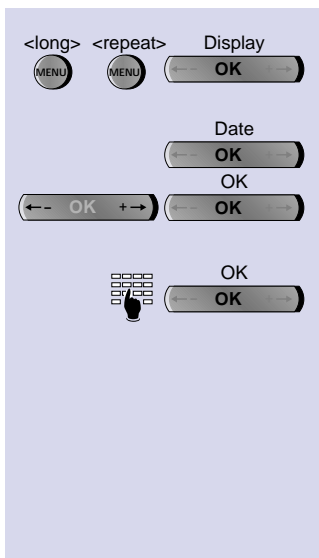 <long> <repeat> Display
MENU MENU ←– OK +→
Date
←– OK +→
OK
←– OK +→ ←– OK +→
OK
←– OK +→